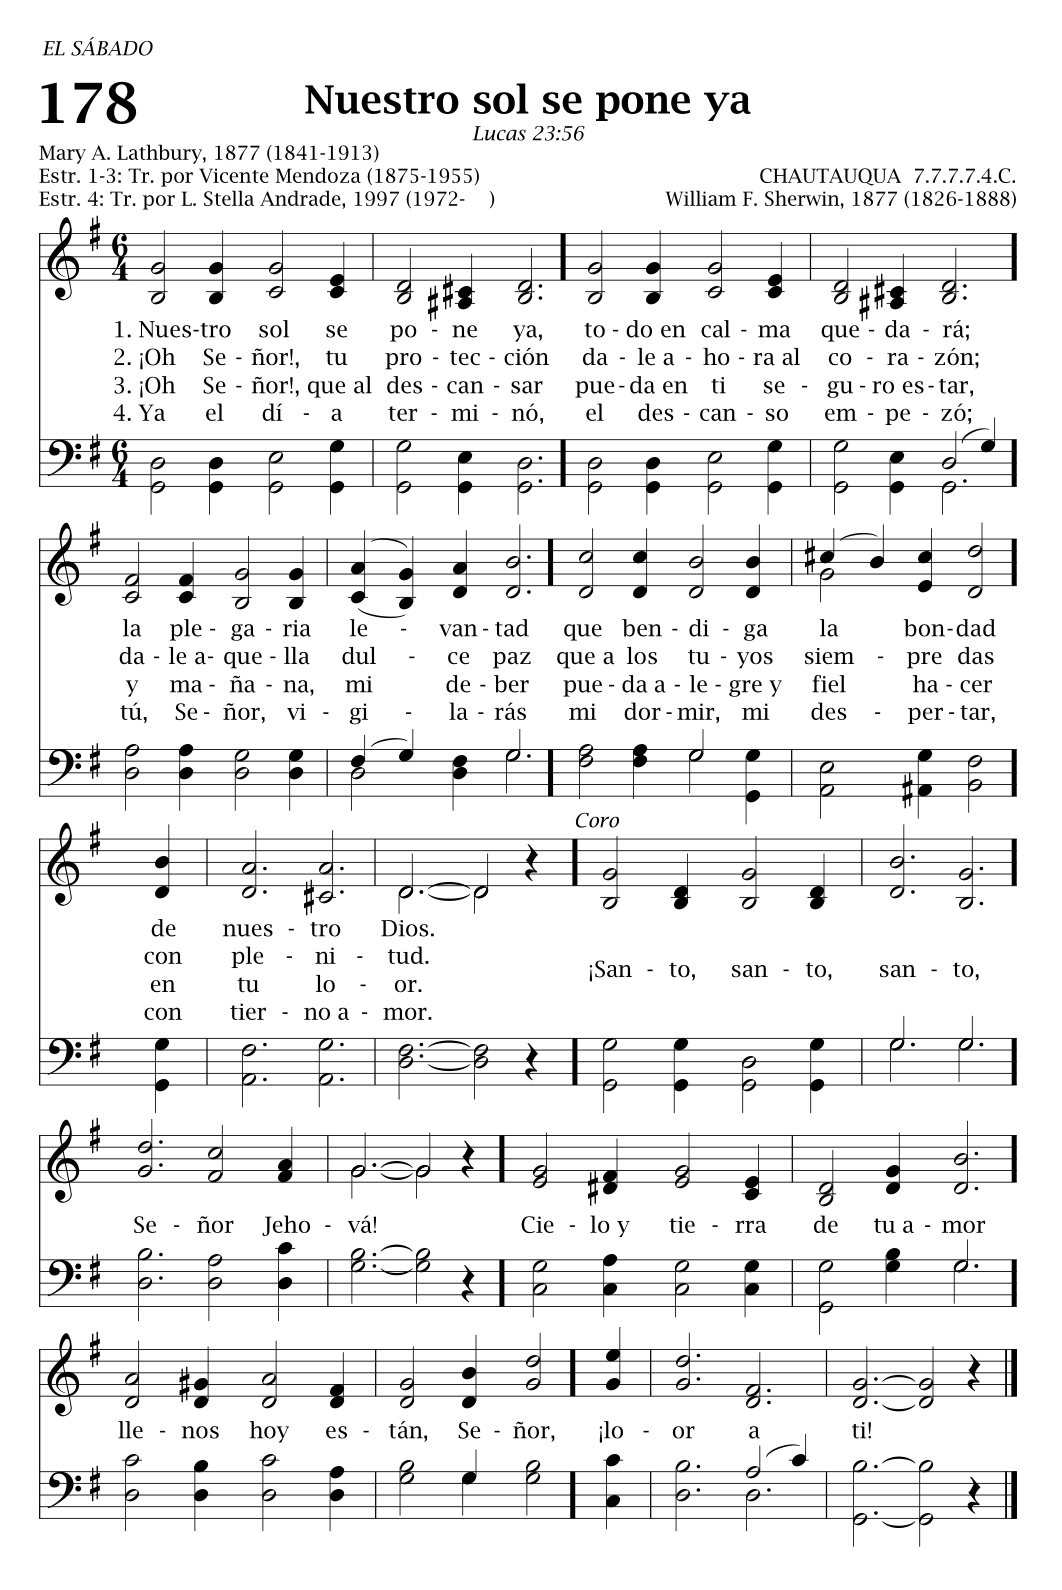 EL SÁBADO
178 Nuestro sol se pone ya
Lucas 23:56
Mary A. Lathbury, 1877 (1841-1913)
Estr. 1-3: Tr. por Vicente Mendoza (1875-1955) CHAUTAUQUA 7.7.7.7.4.C.
Estr. 4: Tr. por L. Stella Andrade, 1997 (1972- ) William F. Sherwin, 1877 (1826-1888)
6
4
1. Nues-tro sol se po - ne ya, to - do en cal - ma que - da - rá;
2. ¡Oh Se - ñor!, tu pro - tec - ción da - le a - ho - ra al co - ra - zón;
3. ¡Oh Se - ñor!, que al des - can - sar pue - da en ti se - gu - ro es - tar,
4. Ya el dí - a ter - mi - nó, el des - can - so em - pe - zó;
6
4
la ple - ga - ria le - van - tad que ben - di - ga la bon - dad
da - le a - que - lla dul - ce paz que a los tu - yos siem - pre das
y ma - ña - na, mi de - ber pue - da a - le - gre y fiel ha - cer
tú, Se - ñor, vi - gi - la - rás mi dor - mir, mi des - per - tar,
Coro
de nues - tro Dios.
con ple - ni - tud.
¡San - to, san - to, san - to,
en tu lo - or.
con tier - no a - mor.
Se - ñor Jeho - vá! Cie - lo y tie - rra de tu a - mor
lle - nos hoy es - tán, Se - ñor, ¡lo - or a ti!